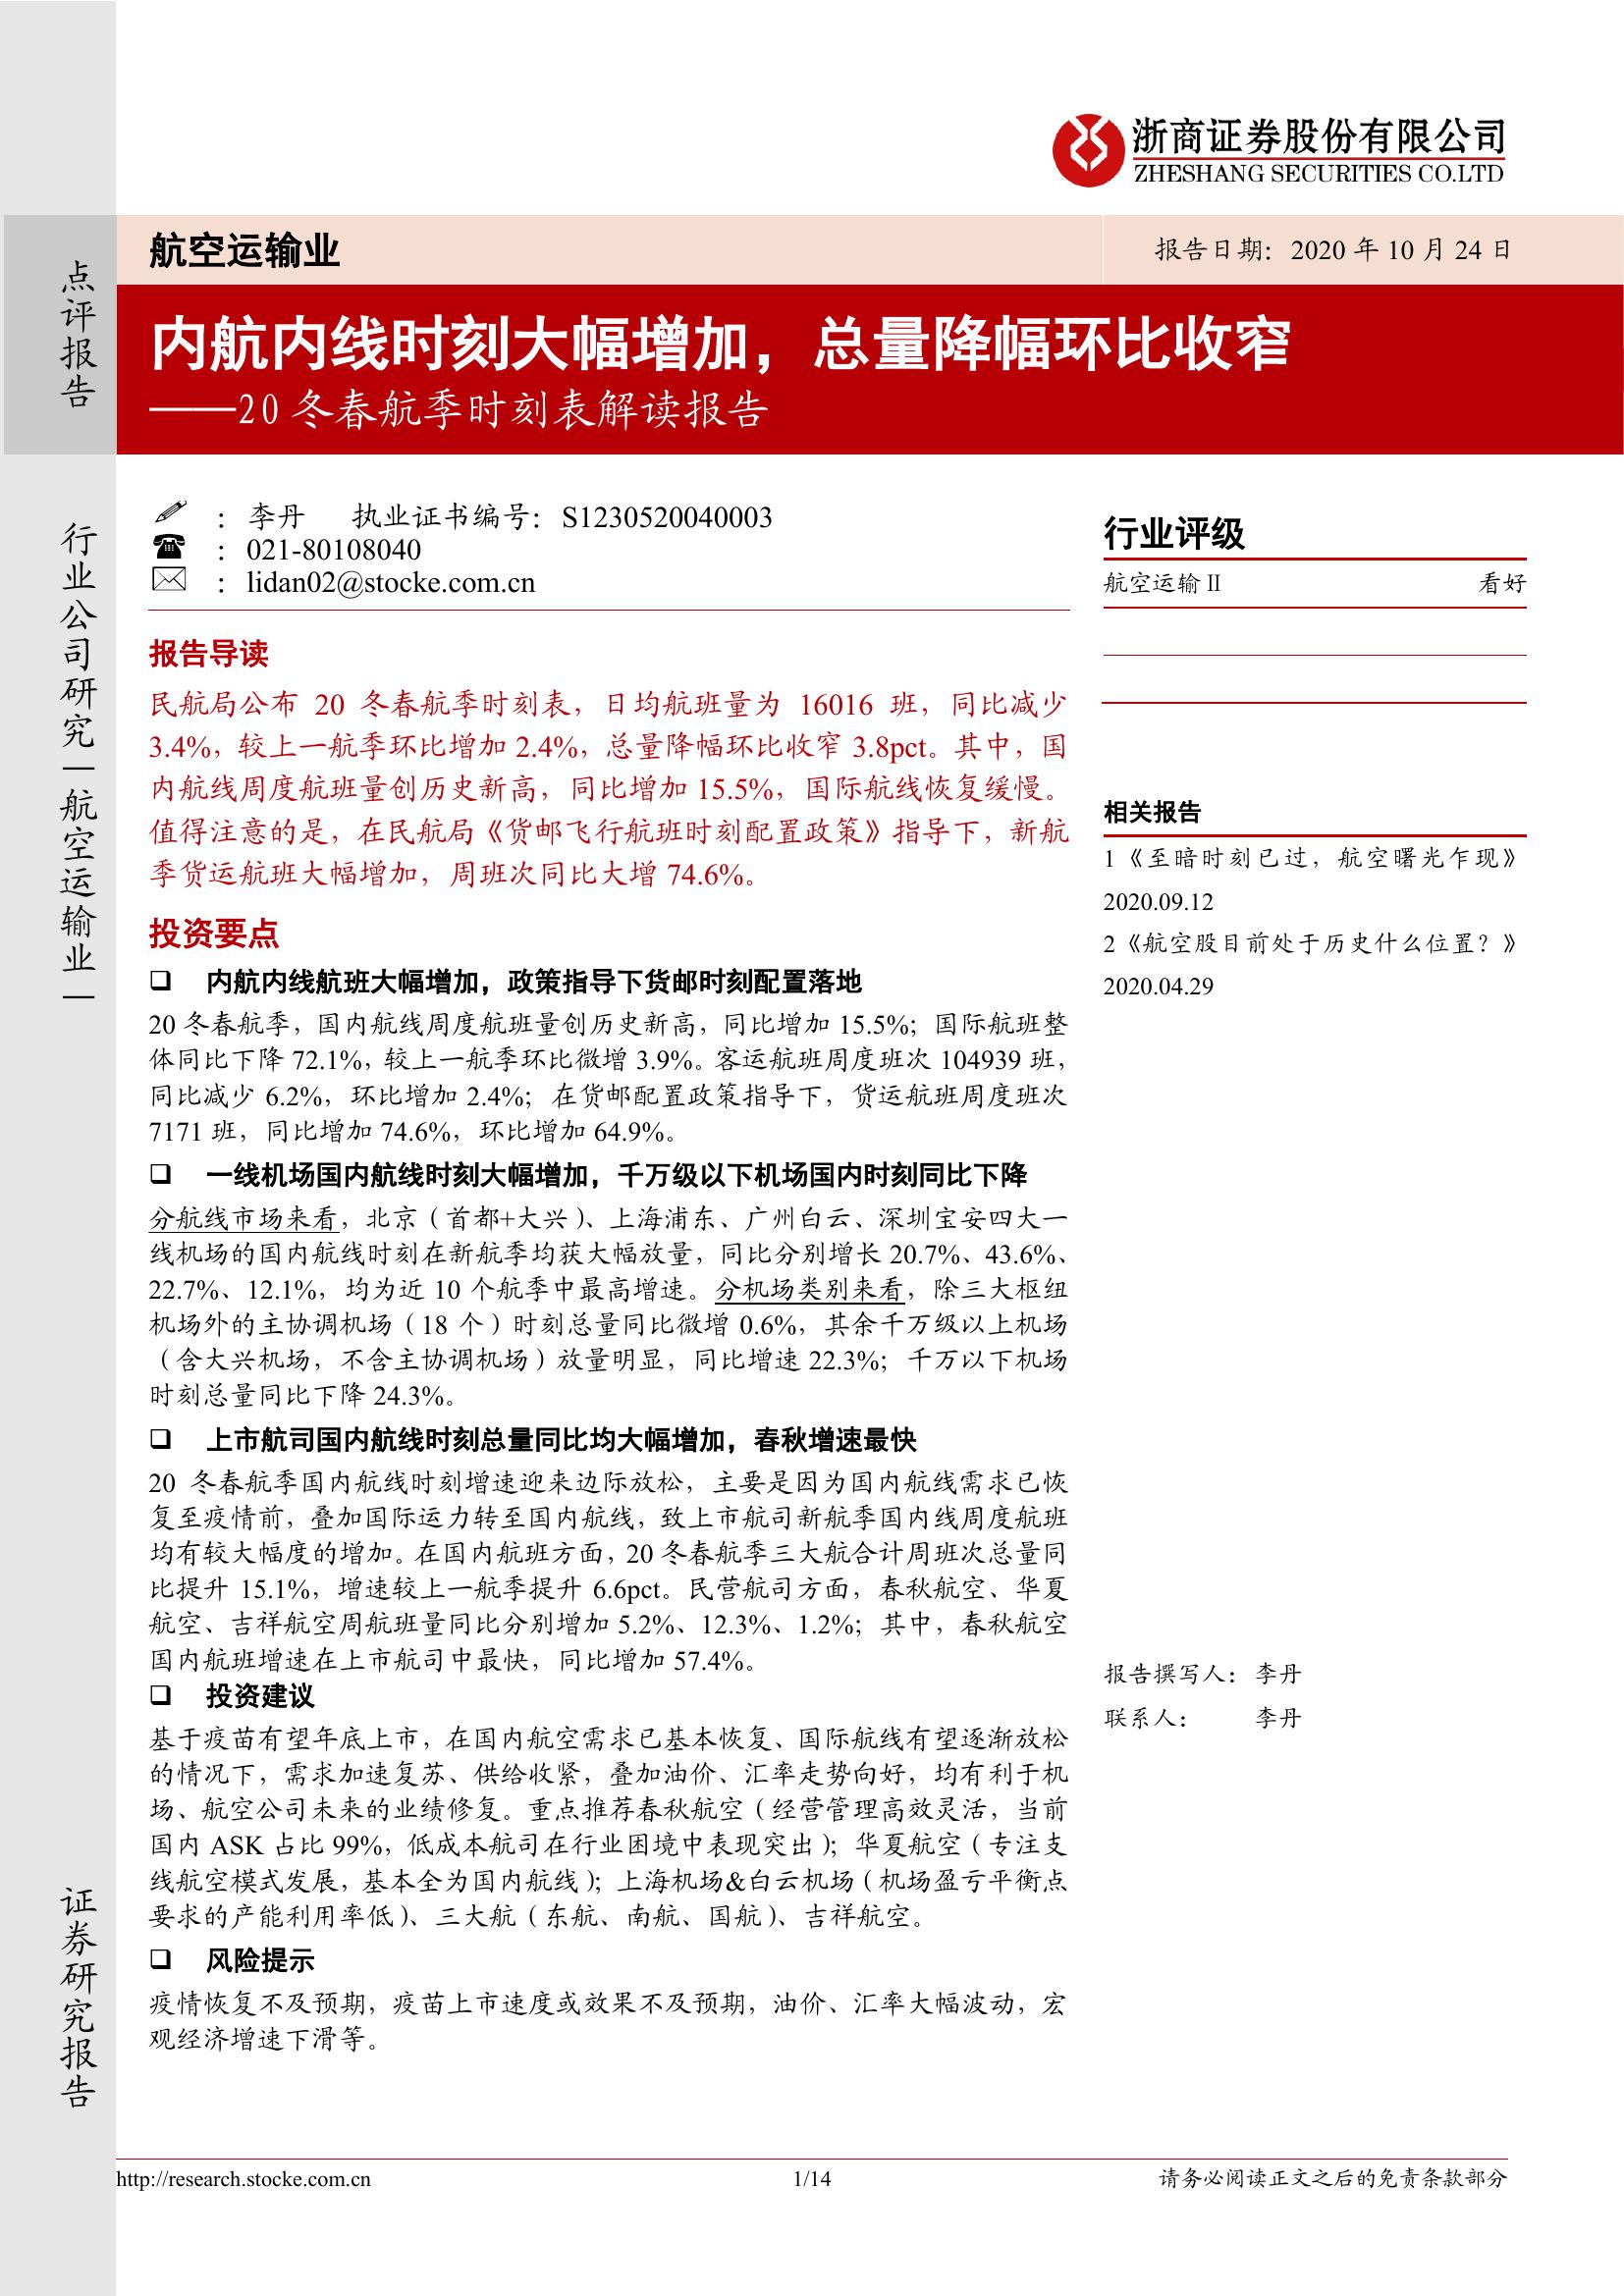 浙商证券股份有限公司
ZHESHANG SECURITIES CO.LTD
航空运输业
报告日期：2020 年 10 月 24 日
点评报告
内航内线时刻大幅增加，总量降幅环比收窄
——20 冬春航季时刻表解读报告
行业公司研究—航空运输业—
证券研究报告
：李丹 执业证书编号：S1230520040003
：021-80108040
：lidan02@stocke.com.cn
报告导读
民航局公布 20 冬春航季时刻表，日均航班量为 16016 班，同比减少
3.4%，较上一航季环比增加 2.4%，总量降幅环比收窄 3.8pct。其中，国
内航线周度航班量创历史新高，同比增加 15.5%，国际航线恢复缓慢。
值得注意的是，在民航局《货邮飞行航班时刻配置政策》指导下，新航
季货运航班大幅增加，周班次同比大增 74.6%。
投资要点
❑ 内航内线航班大幅增加，政策指导下货邮时刻配置落地
20 冬春航季，国内航线周度航班量创历史新高，同比增加 15.5%；国际航班整
体同比下降 72.1%，较上一航季环比微增 3.9%。客运航班周度班次 104939 班，
同比减少 6.2%，环比增加 2.4%；在货邮配置政策指导下，货运航班周度班次
7171 班，同比增加 74.6%，环比增加 64.9%。
❑ 一线机场国内航线时刻大幅增加，千万级以下机场国内时刻同比下降
分航线市场来看，北京（首都+大兴）、上海浦东、广州白云、深圳宝安四大一
线机场的国内航线时刻在新航季均获大幅放量，同比分别增长 20.7%、43.6%、
22.7%、12.1%，均为近 10 个航季中最高增速。分机场类别来看，除三大枢纽
机场外的主协调机场（18 个）时刻总量同比微增 0.6%，其余千万级以上机场
（含大兴机场，不含主协调机场）放量明显，同比增速 22.3%；千万以下机场
时刻总量同比下降 24.3%。
❑ 上市航司国内航线时刻总量同比均大幅增加，春秋增速最快
20 冬春航季国内航线时刻增速迎来边际放松，主要是因为国内航线需求已恢
复至疫情前，叠加国际运力转至国内航线，致上市航司新航季国内线周度航班
均有较大幅度的增加。在国内航班方面，20 冬春航季三大航合计周班次总量同
比提升 15.1%，增速较上一航季提升 6.6pct。民营航司方面，春秋航空、华夏
航空、吉祥航空周航班量同比分别增加 5.2%、12.3%、1.2%；其中，春秋航空
国内航班增速在上市航司中最快，同比增加 57.4%。
❑ 投资建议
基于疫苗有望年底上市，在国内航空需求已基本恢复、国际航线有望逐渐放松
的情况下，需求加速复苏、供给收紧，叠加油价、汇率走势向好，均有利于机
场、航空公司未来的业绩修复。重点推荐春秋航空（经营管理高效灵活，当前
国内 ASK 占比 99%，低成本航司在行业困境中表现突出）；华夏航空（专注支
线航空模式发展，基本全为国内航线）；上海机场&白云机场（机场盈亏平衡点
要求的产能利用率低）、三大航（东航、南航、国航）、吉祥航空。
❑ 风险提示
疫情恢复不及预期，疫苗上市速度或效果不及预期，油价、汇率大幅波动，宏
观经济增速下滑等。
行业评级
航空运输Ⅱ 看好
相关报告
1《至暗时刻已过，航空曙光乍现》
2020.09.12
2《航空股目前处于历史什么位置？》
2020.04.29
报告撰写人：李丹
联系人： 李丹
http://research.stocke.com.cn 1/14 请务必阅读正文之后的免责条款部分